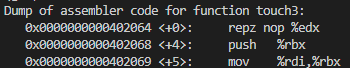 Dump of assembler code for function touch3:
0x0000000000402064 <+0>: repz nop %edx
0x0000000000402068 <+4>: push %rbx
0x0000000000402069 <+5>: mov %rdi,%rbx